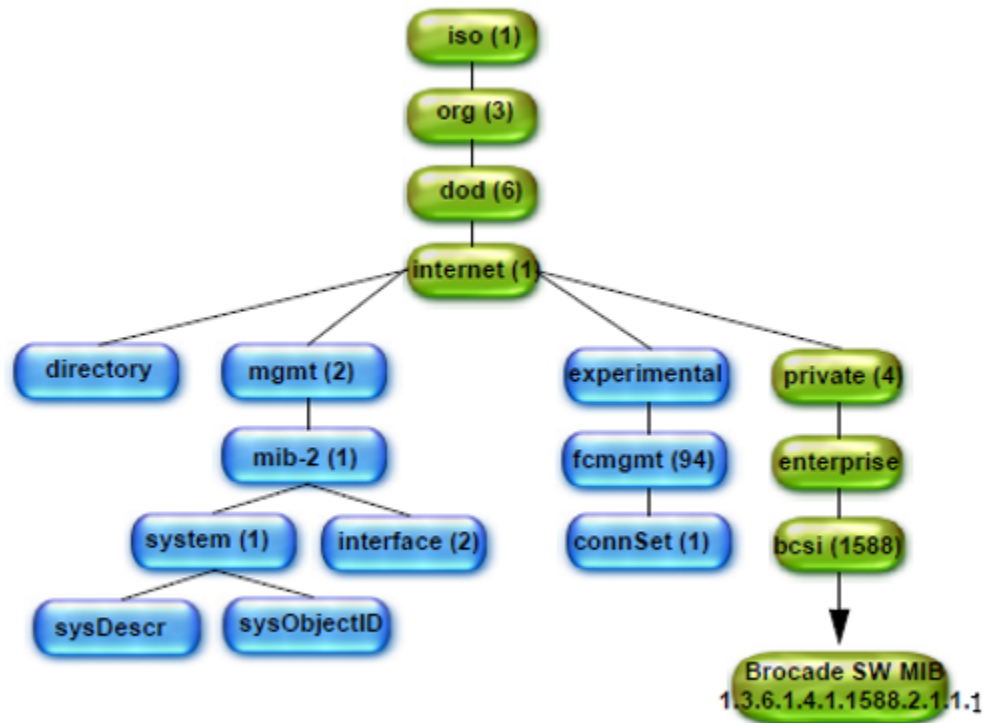 iso (1)
org (3)
dod (6)
internet (1)
directory
mgmt (2)
experimental
private (4)
mib-2 (1)
fcmgmt (94)
enterprise
system (1)
interface (2)
connSet (1)
bcsi (1588)
sysDescr
sysObjectID
Brocade SW MIB
1.3.6.1.4.1.1588.2.1.1.1